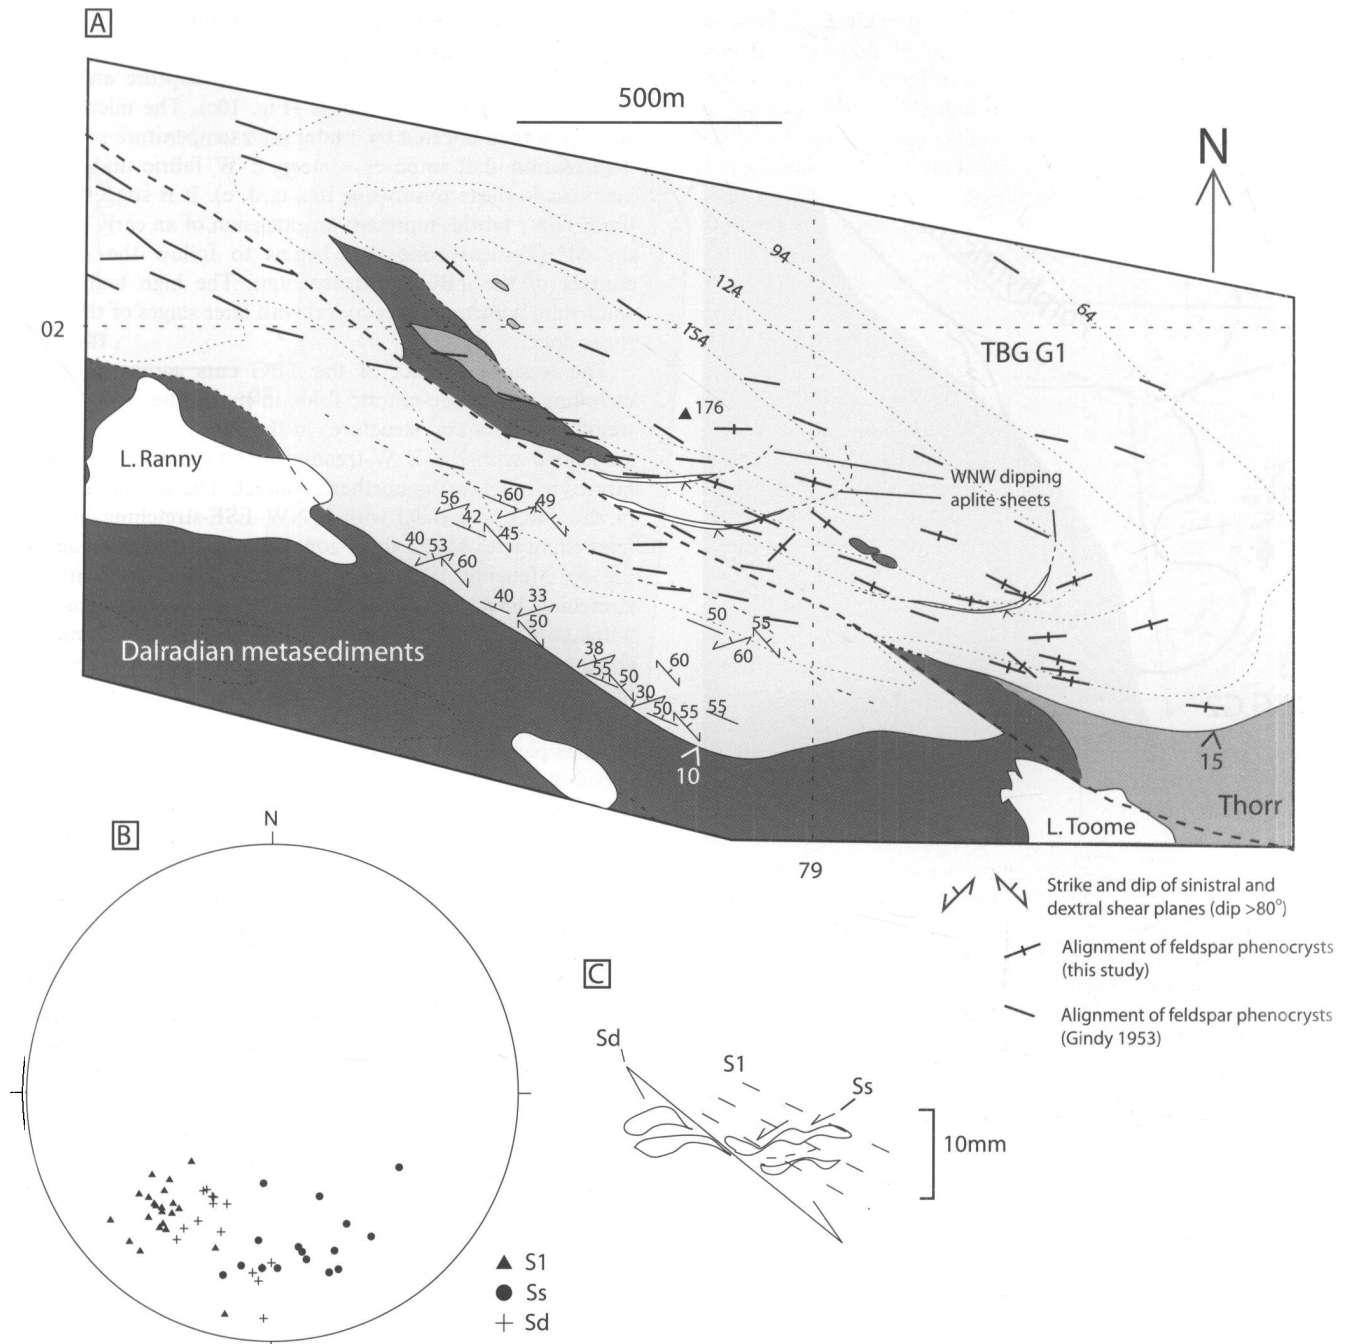 A
500m
N
94
124
154
64
02
TBG G1
176
L. Ranny
WNW dipping
aplite sheets
56
60
49
42
45
40
53
60
40
33
50
50
55
60
38
60
55
50
30
50
55
55
Dalradian metasediments
10
15
Thorr
L. Toome
79
B
N
Strike and dip of sinistral and
dextral shear planes (dip >80°)
Alignment of feldspar phenocrysts
(this study)
Alignment of feldspar phenocrysts
(Gindy 1953)
C
Sd
S1
Ss
10mm
S1
Ss
Sd